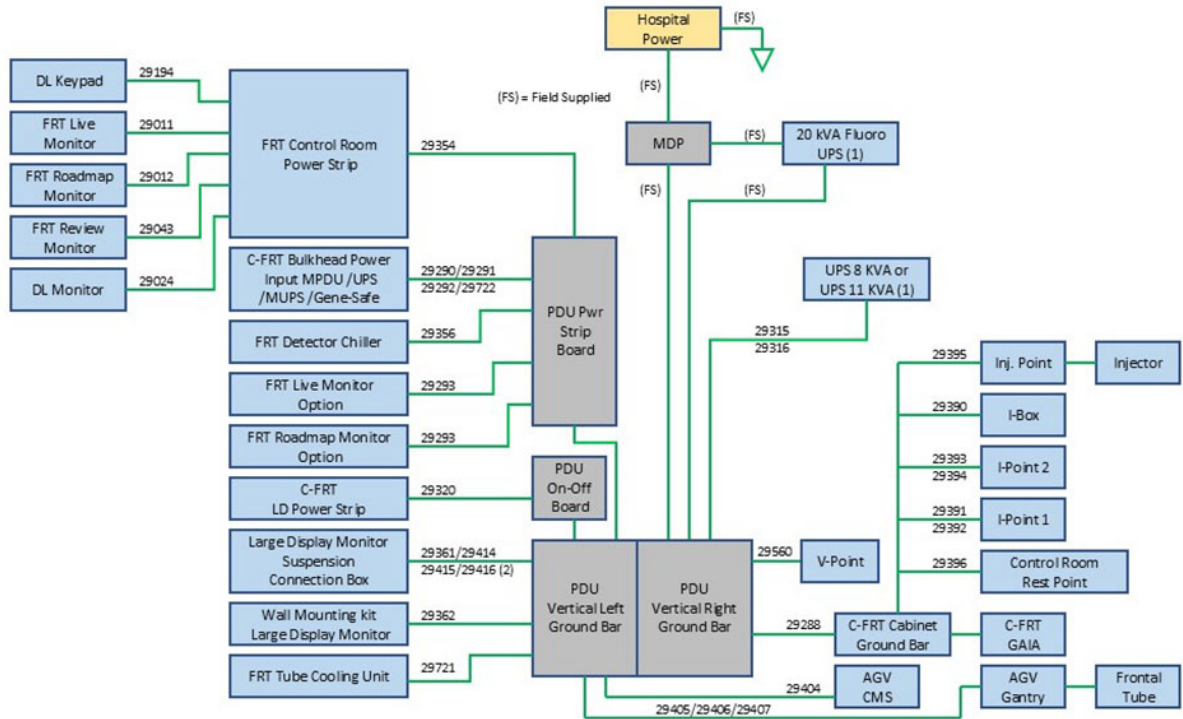 Hospital
Power
(FS)
(FS)
(FS) = Field Supplied
MDP
(FS)
20 kVA Fluoro
UPS (1)
(FS)
(FS)
DL Keypad
29194
FRT Live
Monitor
29011
FRT Roadmap
Monitor
29012
FRT Review
Monitor
29043
DL Monitor
29024
FRT Control Room
Power Strip
29354
C-FRT Bulkhead Power
Input MPDU /UPS
/MUPS /Gene-Safe
29290/29291
29292/29722
FRT Detector Chiller
29356
FRT Live Monitor
Option
29293
FRT Roadmap Monitor
Option
29293
C-FRT
LD Power Strip
29320
Large Display Monitor
Suspension
Connection Box
29361/29414
29415/29416 (2)
Wall Mounting kit
Large Display Monitor
29362
FRT Tube Cooling Unit
29721
PDU Pwr
Strip
Board
PDU
On-Off
Board
PDU
Vertical Left
Ground Bar
PDU
Vertical Right
Ground Bar
UPS 8 KVA or
UPS 11 KVA (1)
29315
29316
29395
Inj. Point
Injector
29390
I-Box
29393
29394
I-Point 2
29391
29392
I-Point 1
29396
Control Room
Rest Point
29560
V-Point
29288
C-FRT Cabinet
Ground Bar
C-FRT
GAIA
29404
AGV
CMS
29405/29406/29407
AGV
Gantry
Frontal
Tube